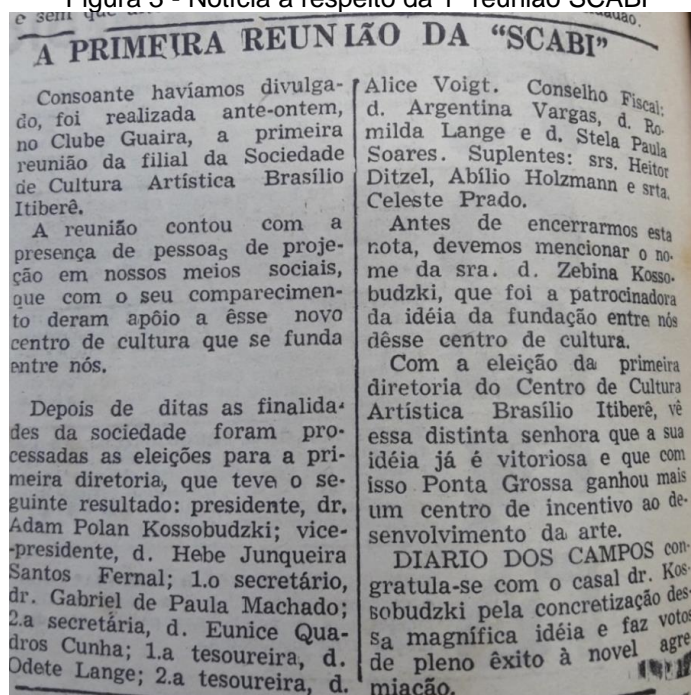 Figura 3 - Notícia a respeito da 1ª reunião SCABI
e sem que
A PRIMEIRA REUNIÃO DA "SCABI"
Consoante havíamos divulga-
do, foi realizada ante-ontem,
no Clube Guaira, a primeira
reunião da filial da Sociedade
de Cultura Artística Brasílio
Itiberê.
A reunião contou com a
presença de pessoas de proje-
ção em nossos meios sociais,
que com o seu comparecimen-
to deram apôio a êsse novo
centro de cultura que se funda
entre nós.
Depois de ditas as finalida-
des da sociedade foram pro-
cessadas as eleições para a pri-
meira diretoria, que teve o se-
guinte resultado: presidente, dr.
Adam Polan Kossobudzki; vice-
-presidente, d. Hebe Junqueira
Santos Fernal; 1.o secretário,
dr. Gabriel de Paula Machado;
2.a secretária, d. Eunice Qua-
dros Cunha; 1.a tesoureira, d.
Odete Lange; 2.a tesoureira, d.
Alice Voigt. Conselho Fiscal:
d. Argentina Vargas, d. Ro-
milda Lange e d. Stela Paula
Soares. Suplentes: srs. Heitor
Ditzel, Abílio Holzmann e srta.
Celeste Prado.
Antes de encerrarmos esta
nota, devemos mencionar o no-
me da sra. d. Zebina Kosso-
budzki, que foi a patrocinadora
da idéia da fundação entre nós
dêsse centro de cultura.
Com a eleição da primeira
diretoria do Centro de Cultura
Artística Brasílio Itiberê, vê
essa distinta senhora que a sua
idéia já é vitoriosa e que com
isso Ponta Grossa ganhou mais
um centro de incentivo ao de-
senvolvimento da arte.
DIARIO DOS CAMPOS con-
gratula-se com o casal dr. Kos-
sobudzki pela concretização des-
sa magnífica idéia e faz votos
de pleno êxito à novel agre
miação.